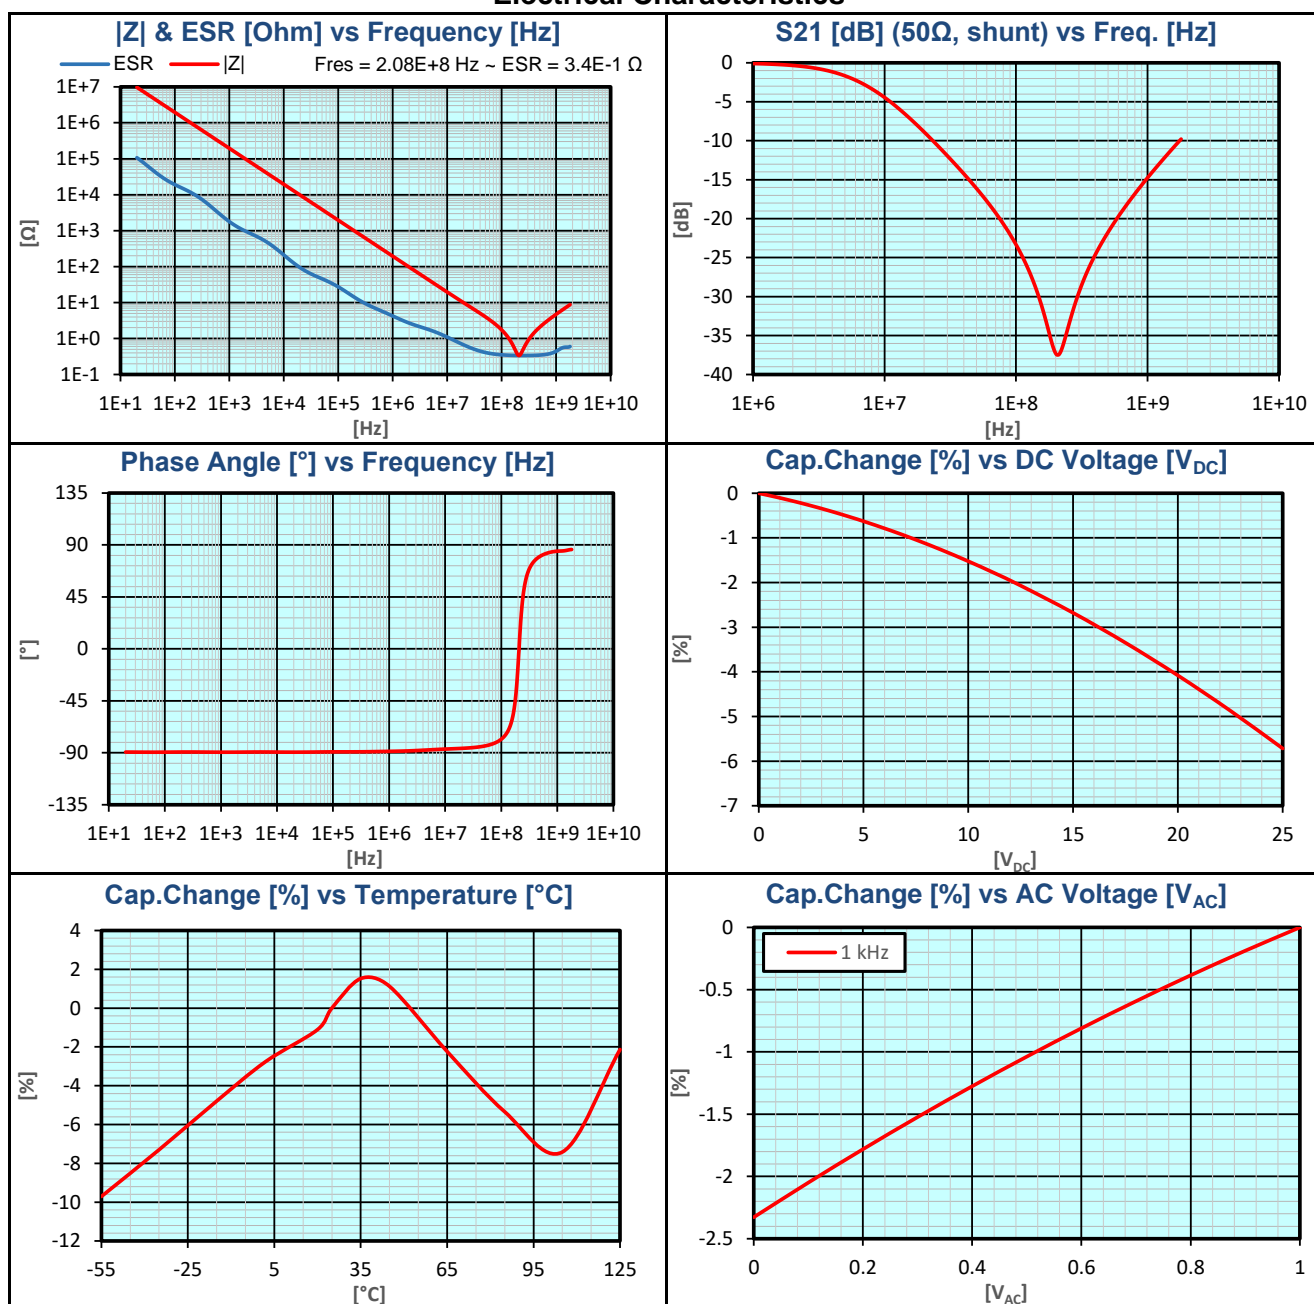 |Z| & ESR [Ohm] vs Frequency [Hz]
ESR |Z| Fres = 2.08E+8 Hz ~ ESR = 3.4E-1 Ω
1E+7
1E+6
1E+5
1E+4
1E+3
1E+2
1E+1
1E+0
1E-1
[Ω]
1E+1 1E+2 1E+3 1E+4 1E+5 1E+6 1E+7 1E+8 1E+9 1E+10
[Hz]
S21 [dB] (50Ω, shunt) vs Freq. [Hz]
0
-5
-10
-15
-20
-25
-30
-35
-40
[dB]
1E+6 1E+7 1E+8 1E+9 1E+10
[Hz]
Phase Angle [°] vs Frequency [Hz]
135
90
45
0
-45
-90
-135
[°]
1E+1 1E+2 1E+3 1E+4 1E+5 1E+6 1E+7 1E+8 1E+9 1E+10
[Hz]
Cap.Change [%] vs DC Voltage [VDC]
0
-1
-2
-3
-4
-5
-6
-7
[%]
0 5 10 15 20 25
[VDC]
Cap.Change [%] vs Temperature [°C]
4
2
0
-2
-4
-6
-8
-10
-12
[%]
-55 -25 5 35 65 95 125
[°C]
Cap.Change [%] vs AC Voltage [VAC]
1 kHz
0
-0.5
-1
-1.5
-2
-2.5
[%]
0 0.2 0.4 0.6 0.8 1
[VAC]